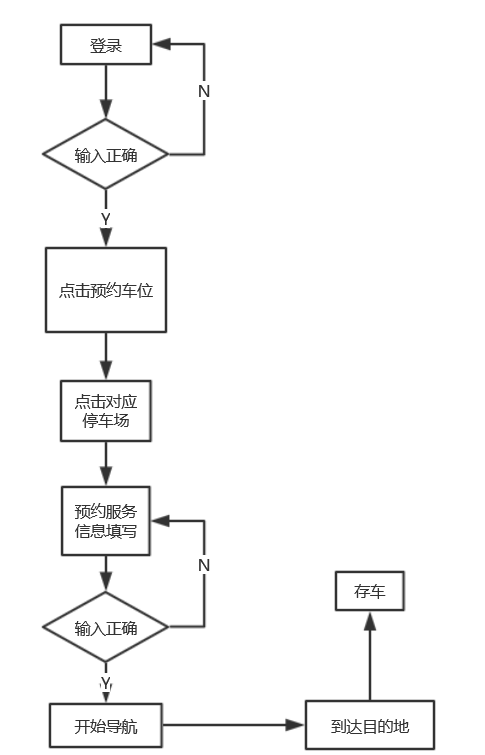 登录
N
输入正确
Y
点击预约车位
点击对应
停车场
预约服务
信息填写
N
存车
输入正确
Y
开始导航
到达目的地